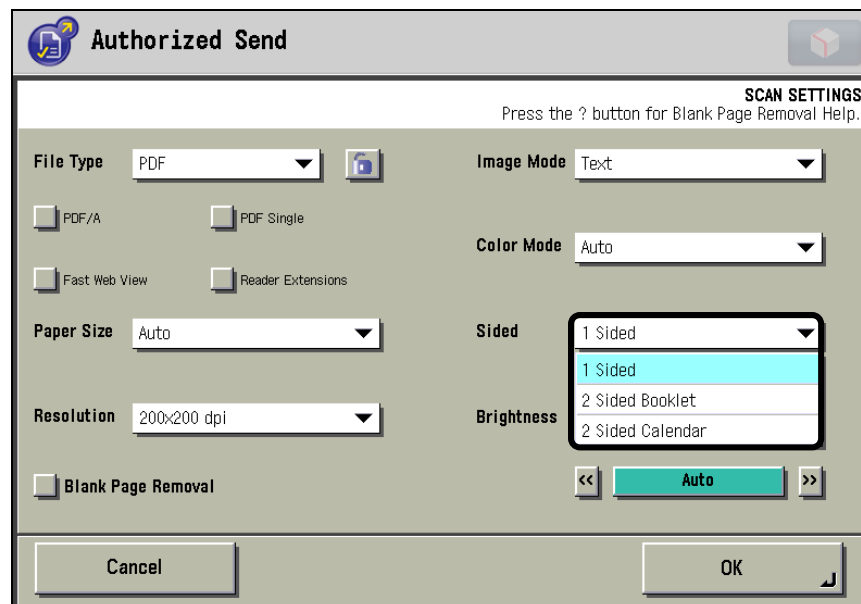 Authorized Send
SCAN SETTINGS
Press the ? button for Blank Page Removal Help.
File Type
PDF
PDF/A
PDF Single
Fast Web View
Reader Extensions
Paper Size
Auto
Resolution
200x200 dpi
Blank Page Removal
Image Mode
Text
Color Mode
Auto
Sided
1 Sided
1 Sided
2 Sided Booklet
2 Sided Calendar
Brightness
<<
Auto
>>
Cancel
OK